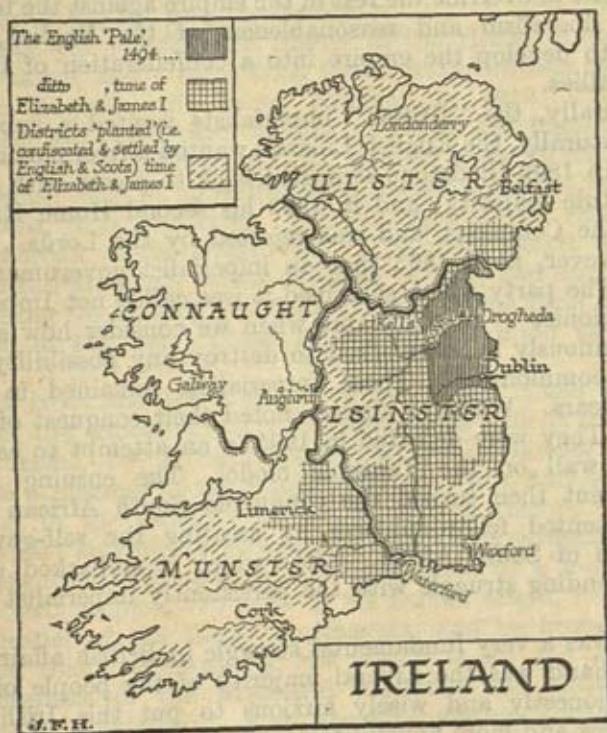 The English "Pale",
1494
ditto , time of
Elizabeth & James I
Districts "planted" (i.e.
confiscated & settled by
English & Scots) time
of Elizabeth & James I
Londonderry
ULSTER
Belfast
CONNAUGHT
Kells
Drogheda
Dublin
Galway
Aughrim
LEINSTER
Limerick
Wexford
MUNSTER
Cork
IRELAND
J.F.H.